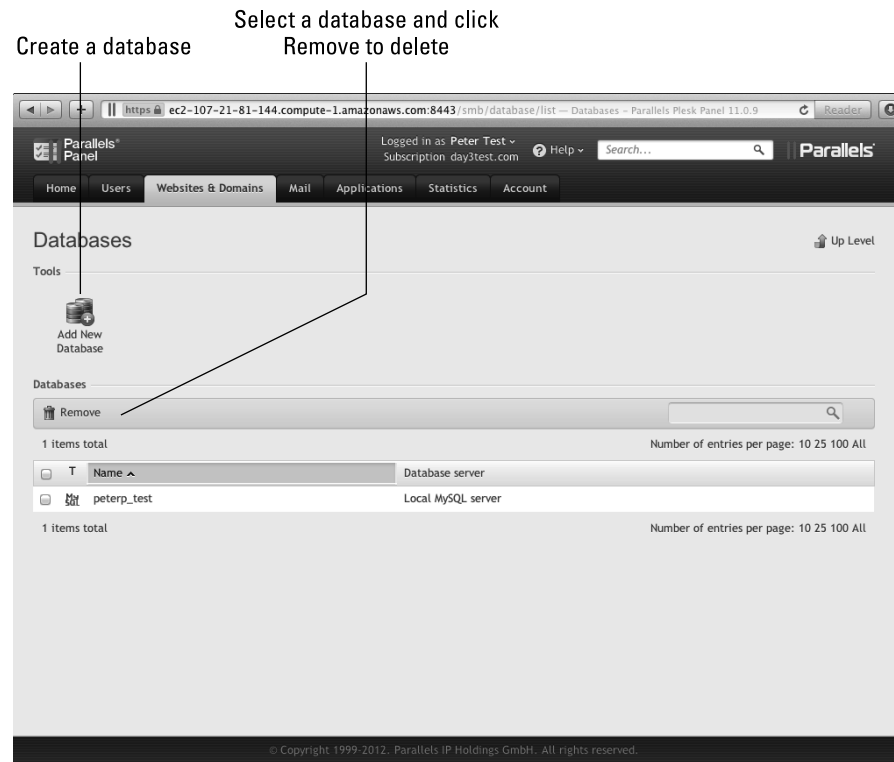 Select a database and click
Create a database
Remove to delete
https ec2-107-21-81-144.compute-1.amazonaws.com:8443/smb/database/list — Databases – Parallels Plesk Panel 11.0.9
Reader
Parallels®
Panel
Logged in as Peter Test
Subscription day3test.com
Help
Search...
Parallels
Home Users Websites & Domains Mail Applications Statistics Account
Databases
Up Level
Tools
Add New
Database
Databases
Remove
1 items total
Number of entries per page: 10 25 100 All
T Name Database server
My
SQL
peterp_test Local MySQL server
1 items total
Number of entries per page: 10 25 100 All
© Copyright 1999-2012. Parallels IP Holdings GmbH. All rights reserved.